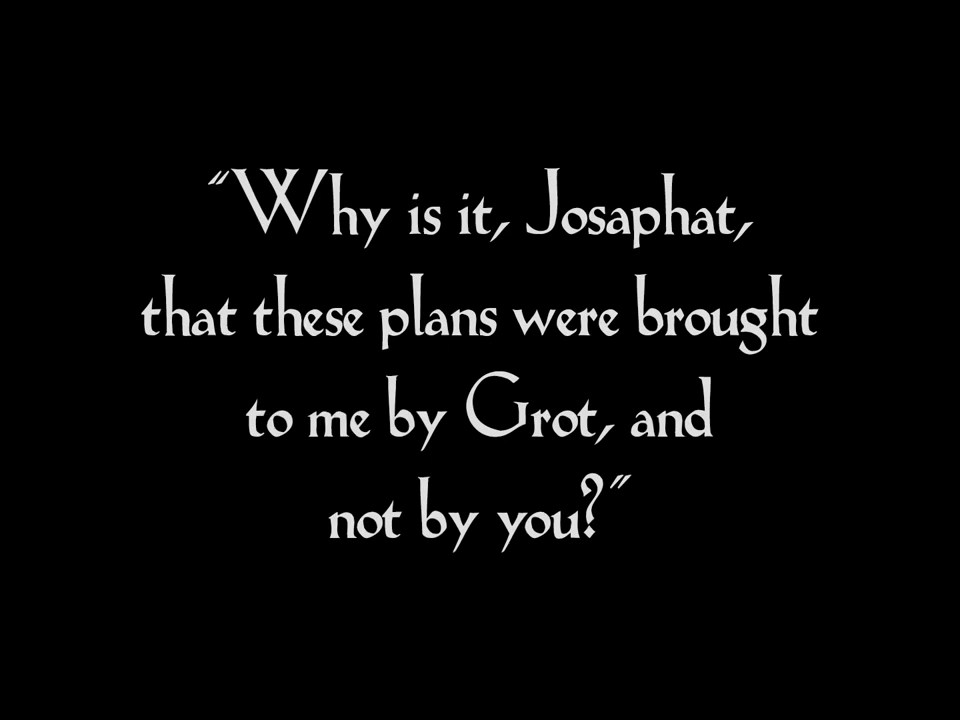 "Why is it, Josaphat,
that these plans were brought
to me by Grot, and
not by you?"